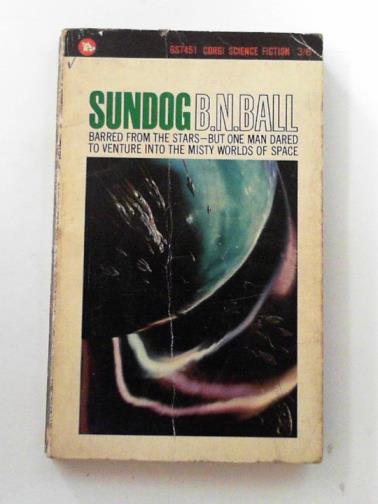 GS7451 CORGI SCIENCE FICTION 3/6
SUNDOG B.N.BALL
BARRED FROM THE STARS—BUT ONE MAN DARED
TO VENTURE INTO THE MISTY WORLDS OF SPACE